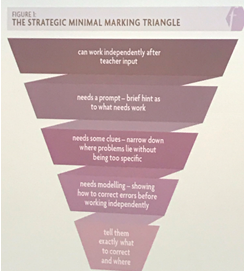 FIGURE 1:
THE STRATEGIC MINIMAL MARKING TRIANGLE
can work independently after
teacher input
needs a prompt – brief hint as
to what needs work
needs some clues – narrow down
where problems lie without
being too specific
needs modelling – showing
how to correct errors before
working independently
tell them
exactly what
to correct
and where